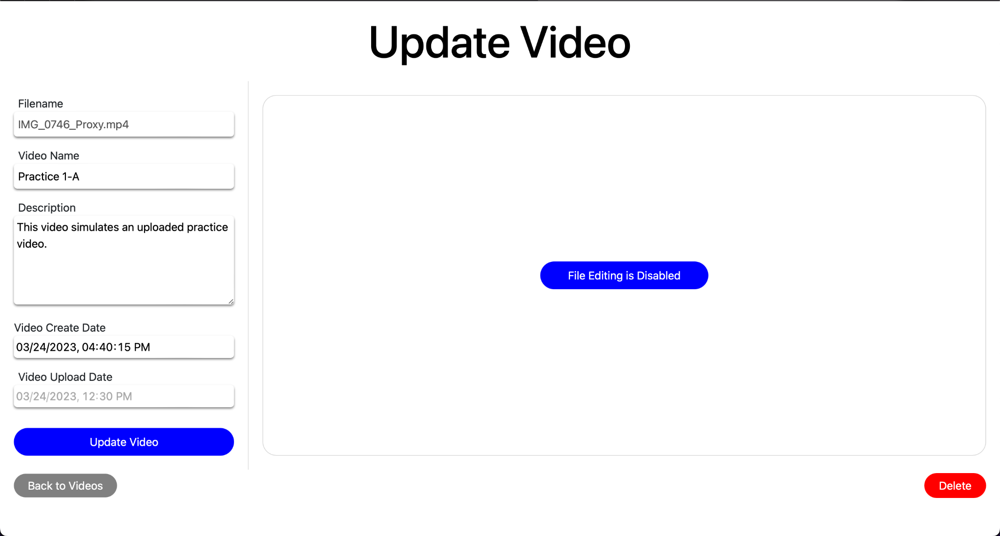 Update Video
Filename
IMG_0746_Proxy.mp4
Video Name
Practice 1-A
Description
This video simulates an uploaded practice
video.
Video Create Date
03/24/2023, 04:40:15 PM
Video Upload Date
03/24/2023, 12:30 PM
Update Video
File Editing is Disabled
Back to Videos
Delete